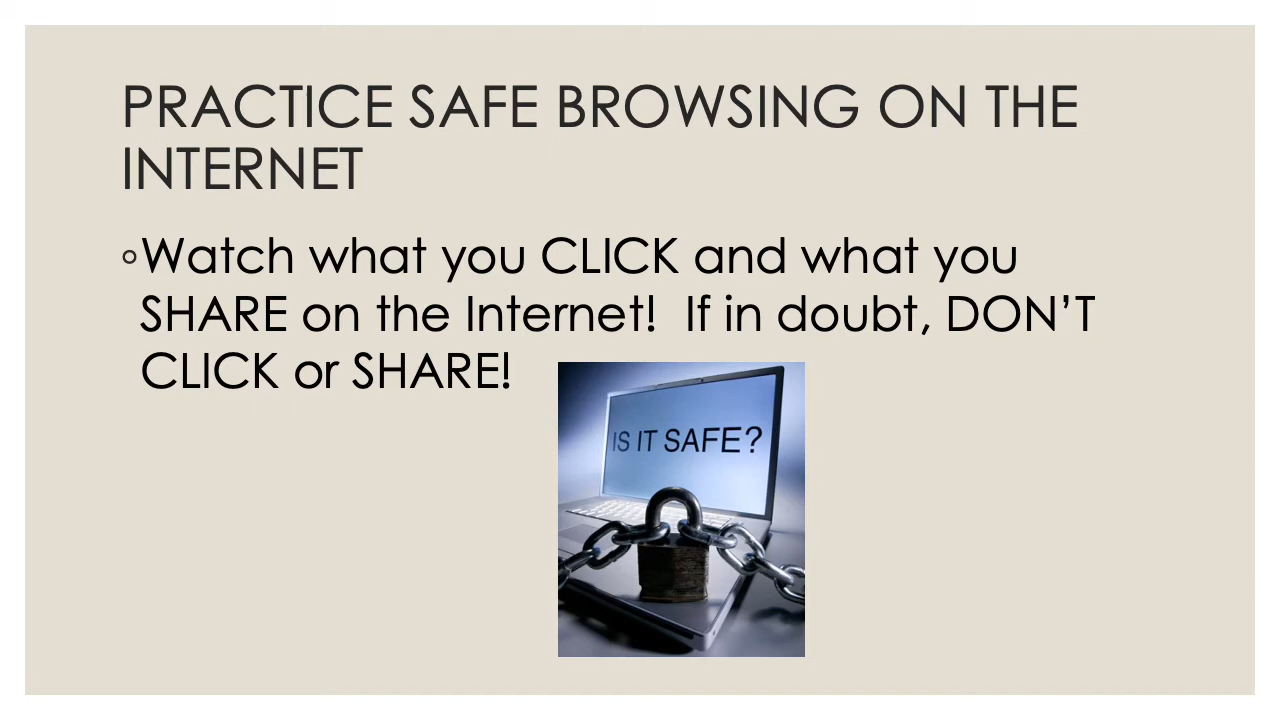 PRACTICE SAFE BROWSING ON THE
INTERNET
◦Watch what you CLICK and what you
SHARE on the Internet!  If in doubt, DON’T
CLICK or SHARE!
IS IT SAFE?